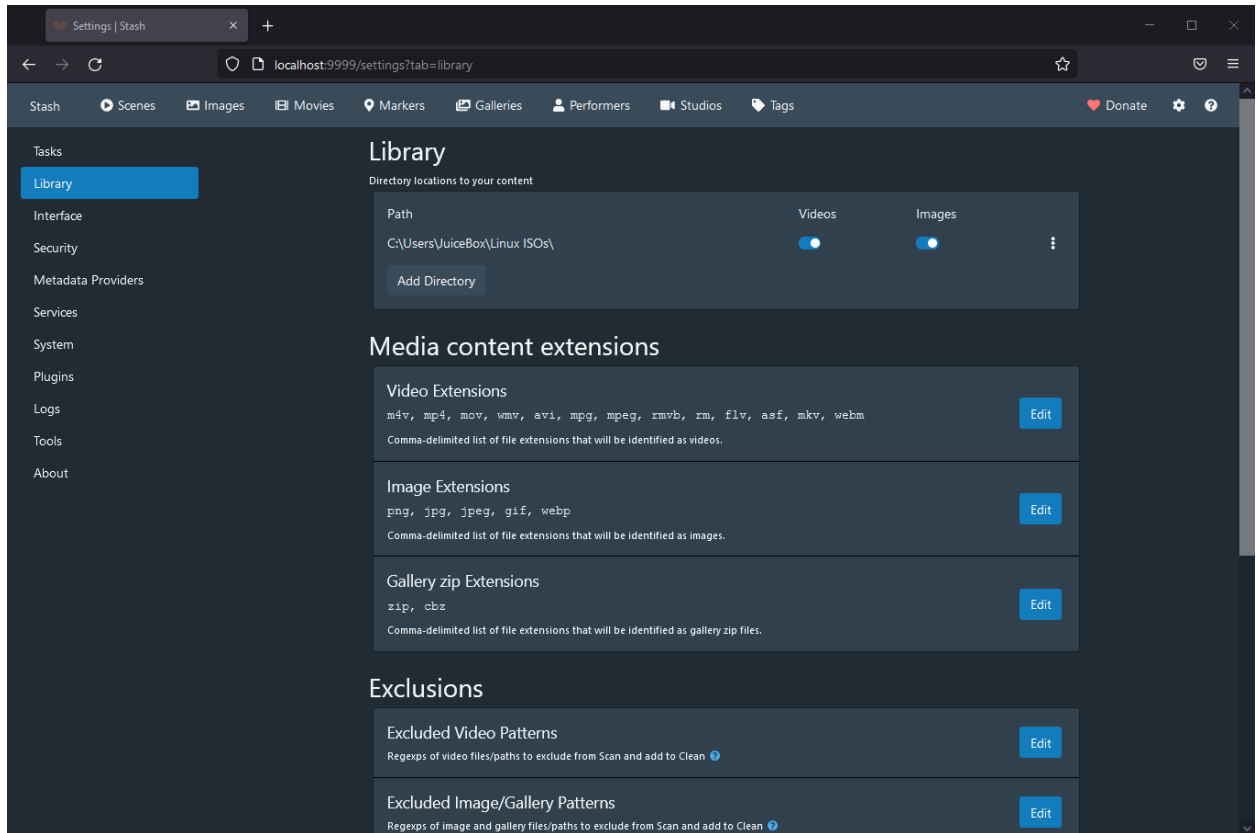 Settings | Stash
localhost:9999/settings?tab=library
Stash Scenes Images Movies Markers Galleries Performers Studios Tags Donate
Tasks
Library
Interface
Security
Metadata Providers
Services
System
Plugins
Logs
Tools
About
Library
Directory locations to your content
Path Videos Images
C:\Users\JuiceBox\Linux ISOs\
Add Directory
Media content extensions
Video Extensions
m4v, mp4, mov, wmv, avi, mpg, mpeg, rmvb, rm, flv, asf, mkv, webm
Comma-delimited list of file extensions that will be identified as videos.
Edit
Image Extensions
png, jpg, jpeg, gif, webp
Comma-delimited list of file extensions that will be identified as images.
Edit
Gallery zip Extensions
zip, cbz
Comma-delimited list of file extensions that will be identified as gallery zip files.
Edit
Exclusions
Excluded Video Patterns
Regexps of video files/paths to exclude from Scan and add to Clean
Edit
Excluded Image/Gallery Patterns
Regexps of image and gallery files/paths to exclude from Scan and add to Clean
Edit